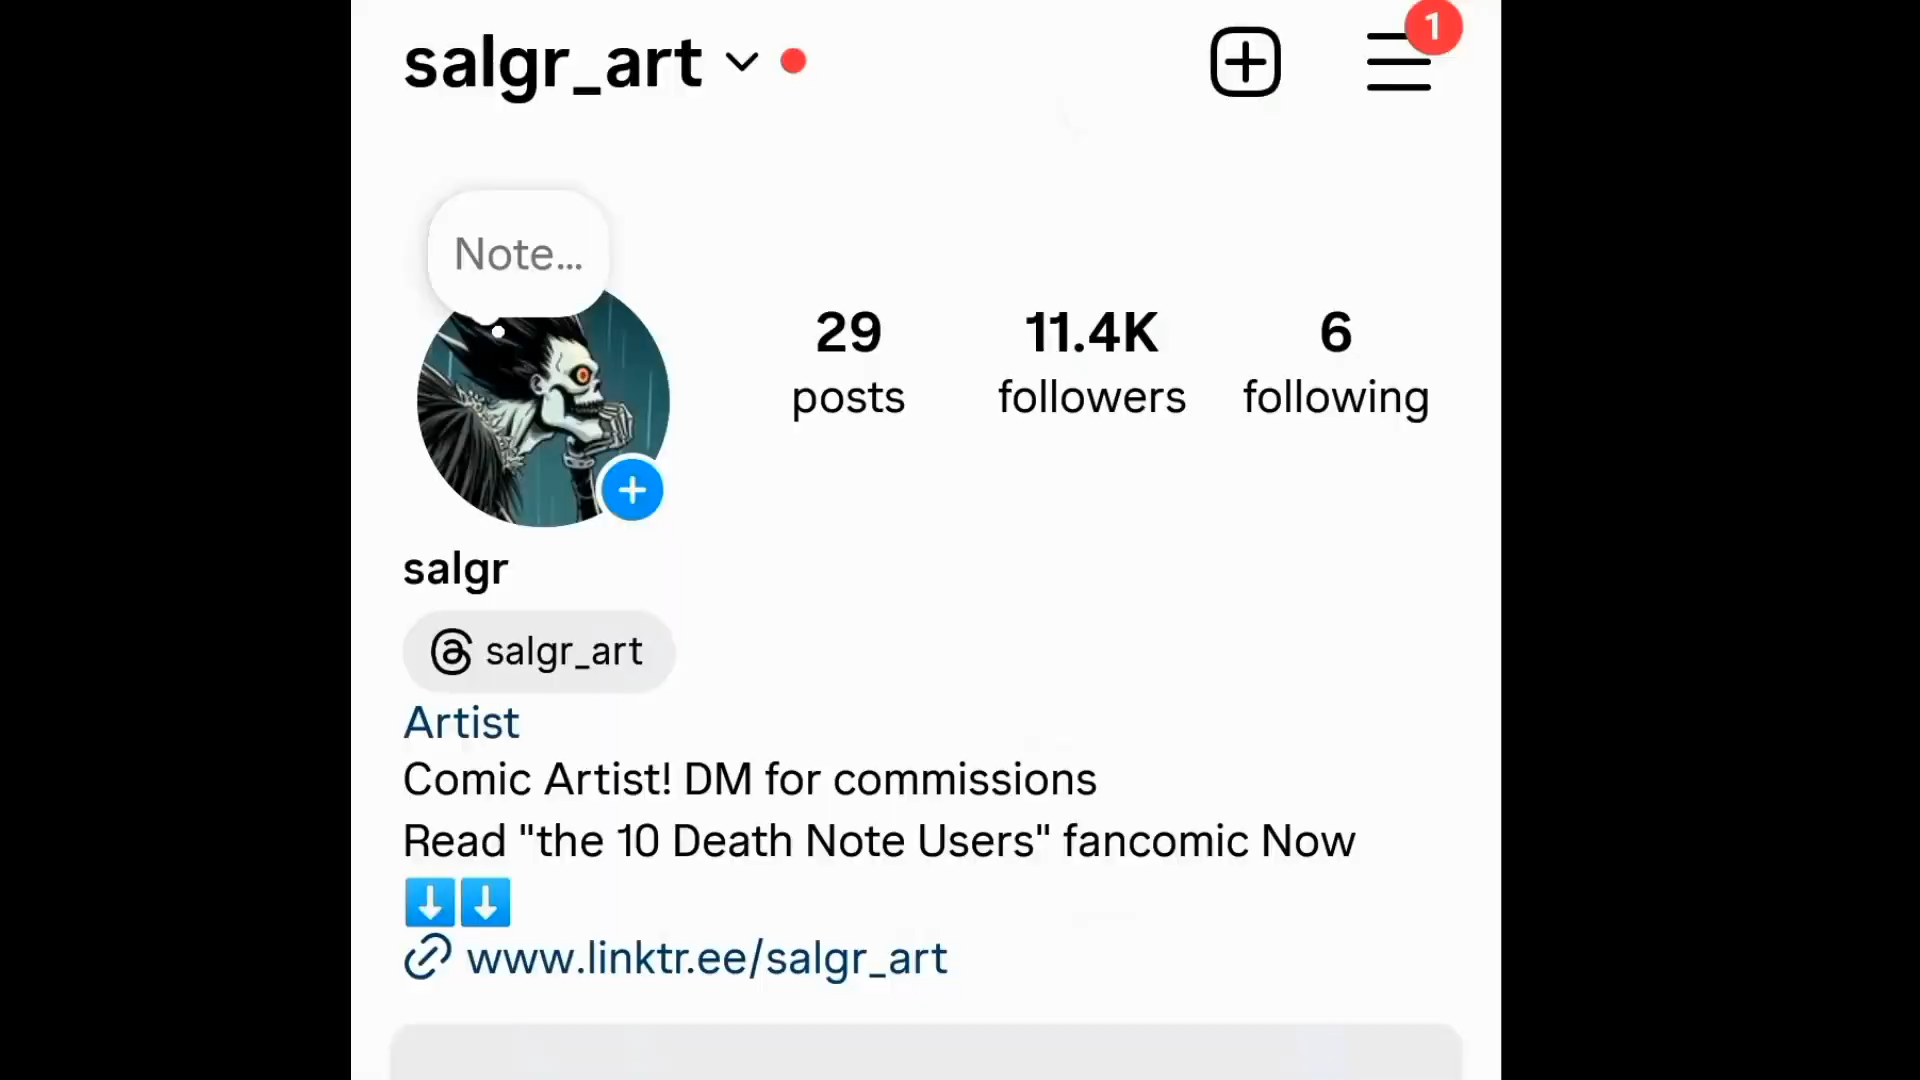 salgr_art
1
Note...
29
posts
11.4K
followers
6
following
salgr
salgr_art
Artist
Comic Artist! DM for commissions
Read "the 10 Death Note Users" fancomic Now
⬇️⬇️
www.linktr.ee/salgr_art